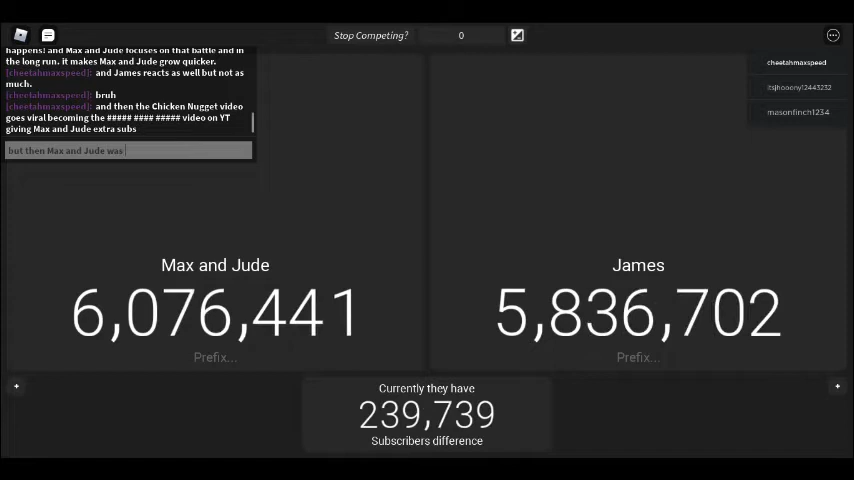 Stop Competing?
0
happens! and Max and Jude focuses on that battle and in
the long run. it makes Max and Jude grow quicker.
[cheetahmaxspeed]: and James reacts as well but not as
much.
[cheetahmaxspeed]: bruh
[cheetahmaxspeed]: and then the Chicken Nugget video
goes viral becoming the ##### #### ##### video on YT
giving Max and Jude extra subs
but then Max and Jude was
cheetahmaxspeed
itsjhooony12443232
masonfinch1234
Max and Jude
6,076,441
Prefix...
James
5,836,702
Prefix...
Currently they have
239,739
Subscribers difference